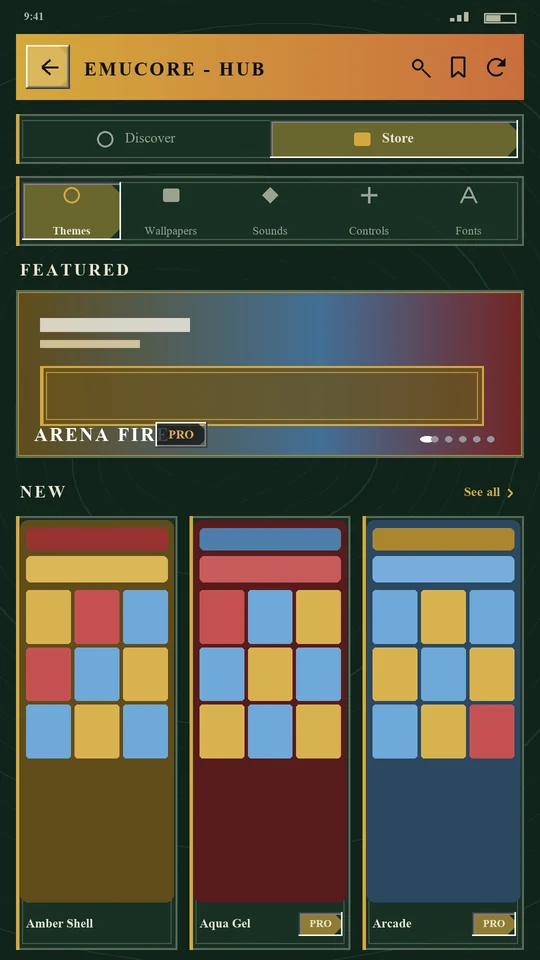 9:41
EMUCORE - HUB
Discover
Store
Themes
Wallpapers
Sounds
Controls
Fonts
FEATURED
ARENA FIRE
PRO
NEW
See all
Amber Shell
Aqua Gel
PRO
Arcade
PRO